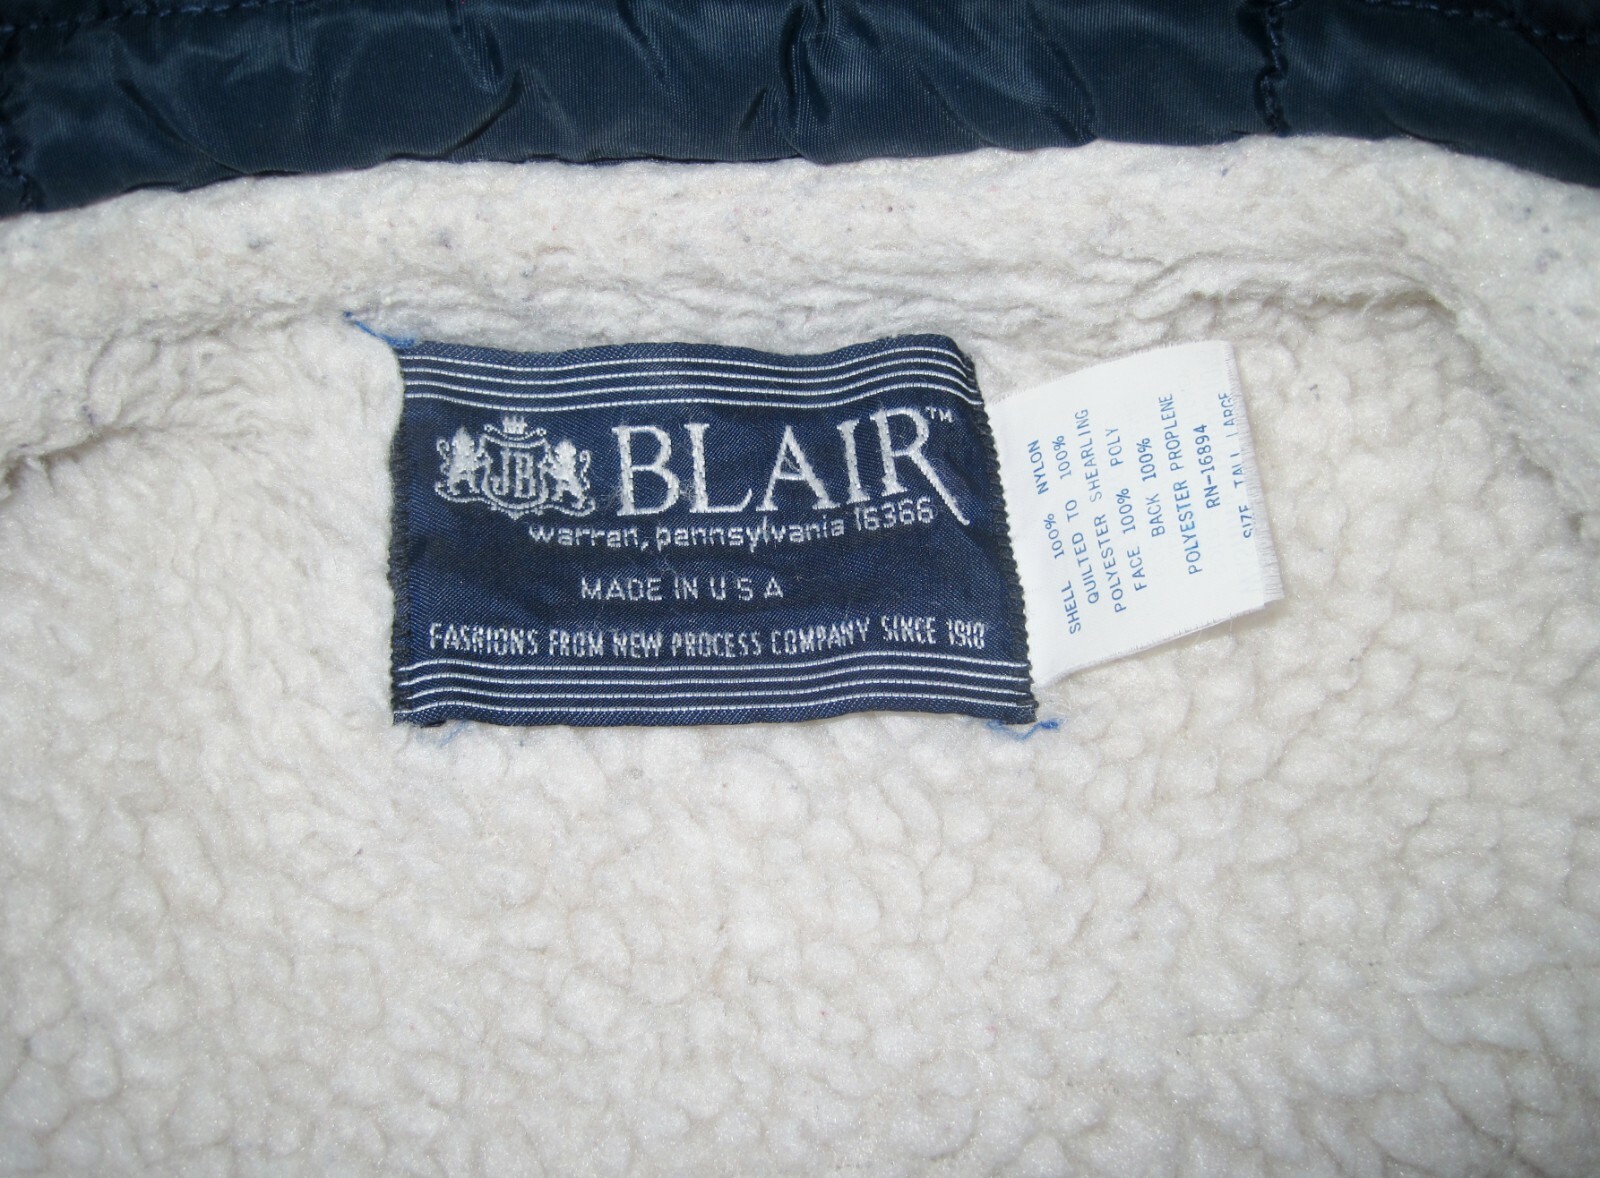 JB
BLAIR™
warren, pennsylvania 16366
MADE IN U S A
FASHIONS FROM NEW PROCESS COMPANY SINCE 1910
SHELL 100% NYLON
QUILTED TO 100%
POLYESTER SHEARLING
FACE 100% POLY
BACK 100%
POLYESTER PROPLENE
RN-16894
SIZE TALL LARGE